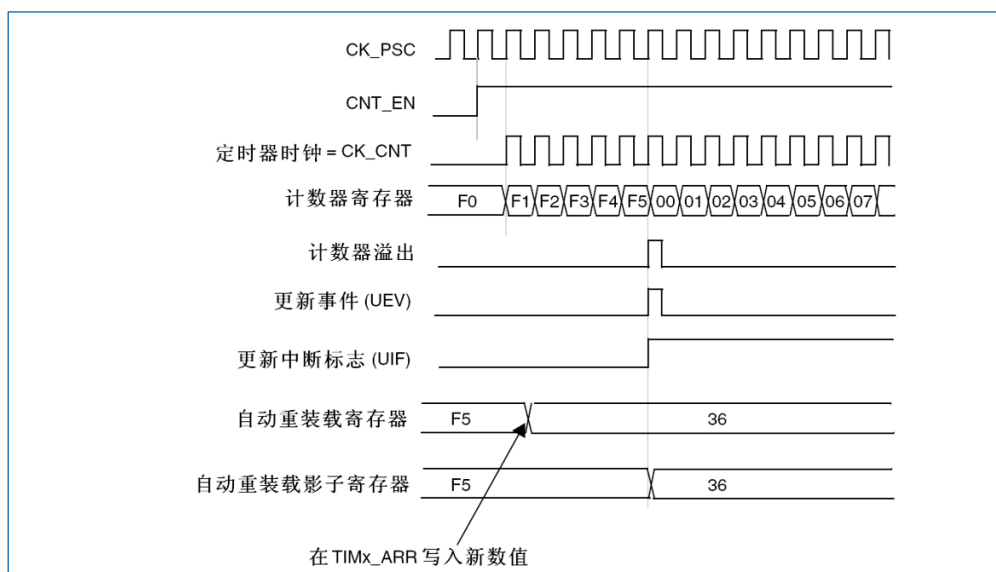 CK_PSC
CNT_EN
定时器时钟 = CK_CNT
计数器寄存器 F0 F1 F2 F3 F4 F5 00 01 02 03 04 05 06 07
计数器溢出
更新事件 (UEV)
更新中断标志 (UIF)
自动重装载寄存器 F5 36
自动重装载影子寄存器 F5 36
在 TIMx_ARR 写入新数值